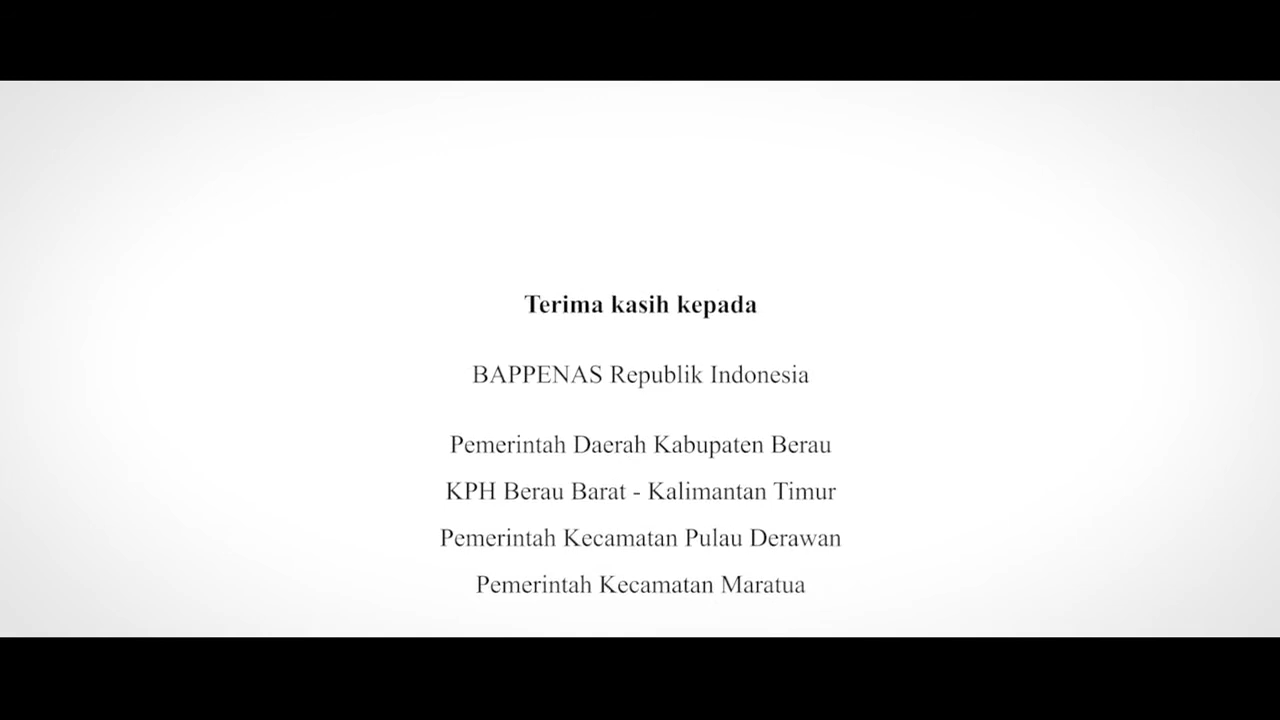 Terima kasih kepada
BAPPENAS Republik Indonesia
Pemerintah Daerah Kabupaten Berau
KPH Berau Barat - Kalimantan Timur
Pemerintah Kecamatan Pulau Derawan
Pemerintah Kecamatan Maratua